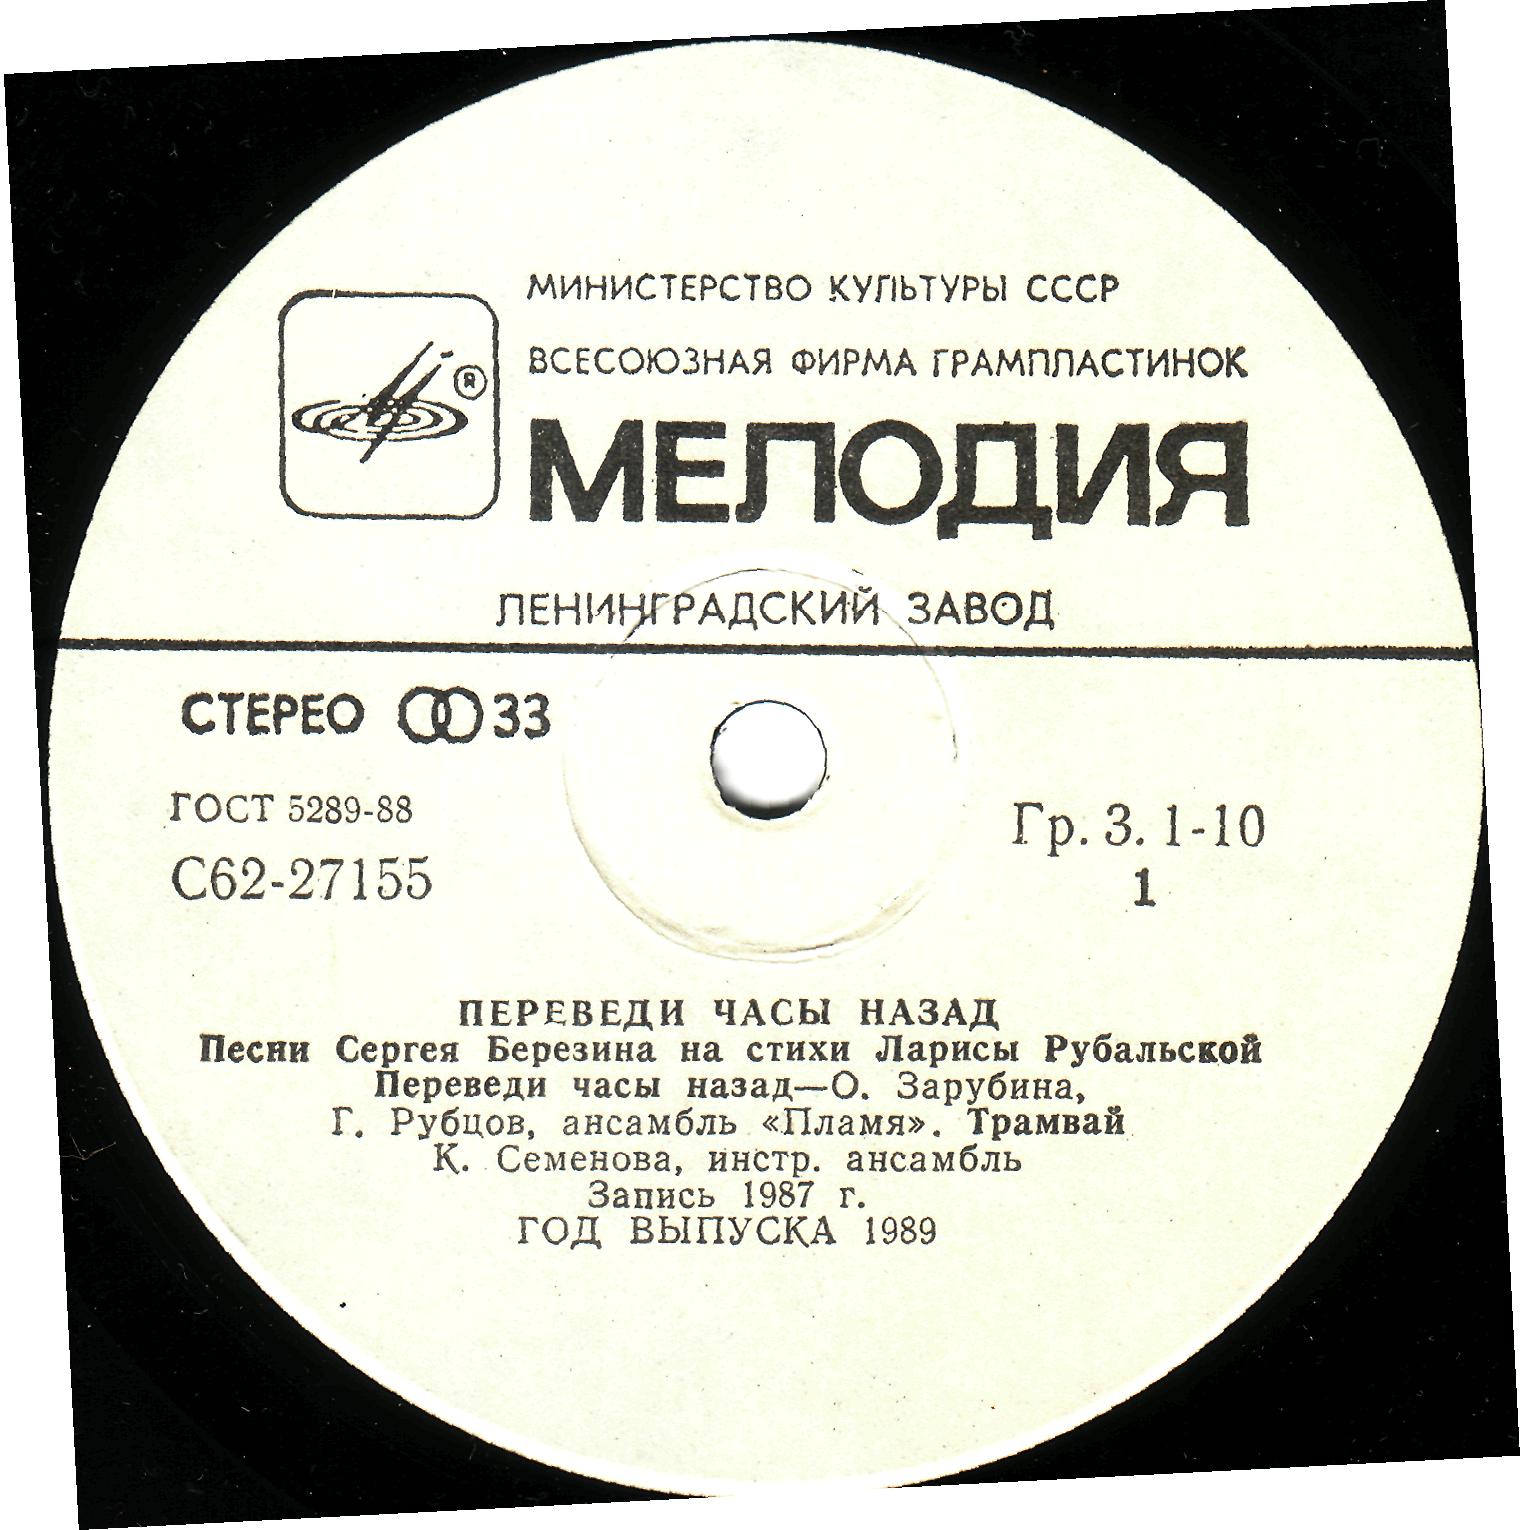 МИНИСТЕРСТВО КУЛЬТУРЫ СССР
ВСЕСОЮЗНАЯ ФИРМА ГРАМПЛАСТИНОК
®
МЕЛОДИЯ
ЛЕНИНГРАДСКИЙ ЗАВОД
СТЕРЕО 33
ГОСТ 5289-88
Гр. 3. 1-10
С62-27155
1
ПЕРЕВЕДИ ЧАСЫ НАЗАД
Песни Сергея Березина на стихи Ларисы Рубальской
Переведи часы назад—О. Зарубина,
Г. Рубцов, ансамбль «Пламя». Трамвай
К. Семенова, инстр. ансамбль
Запись 1987 г.
ГОД ВЫПУСКА 1989